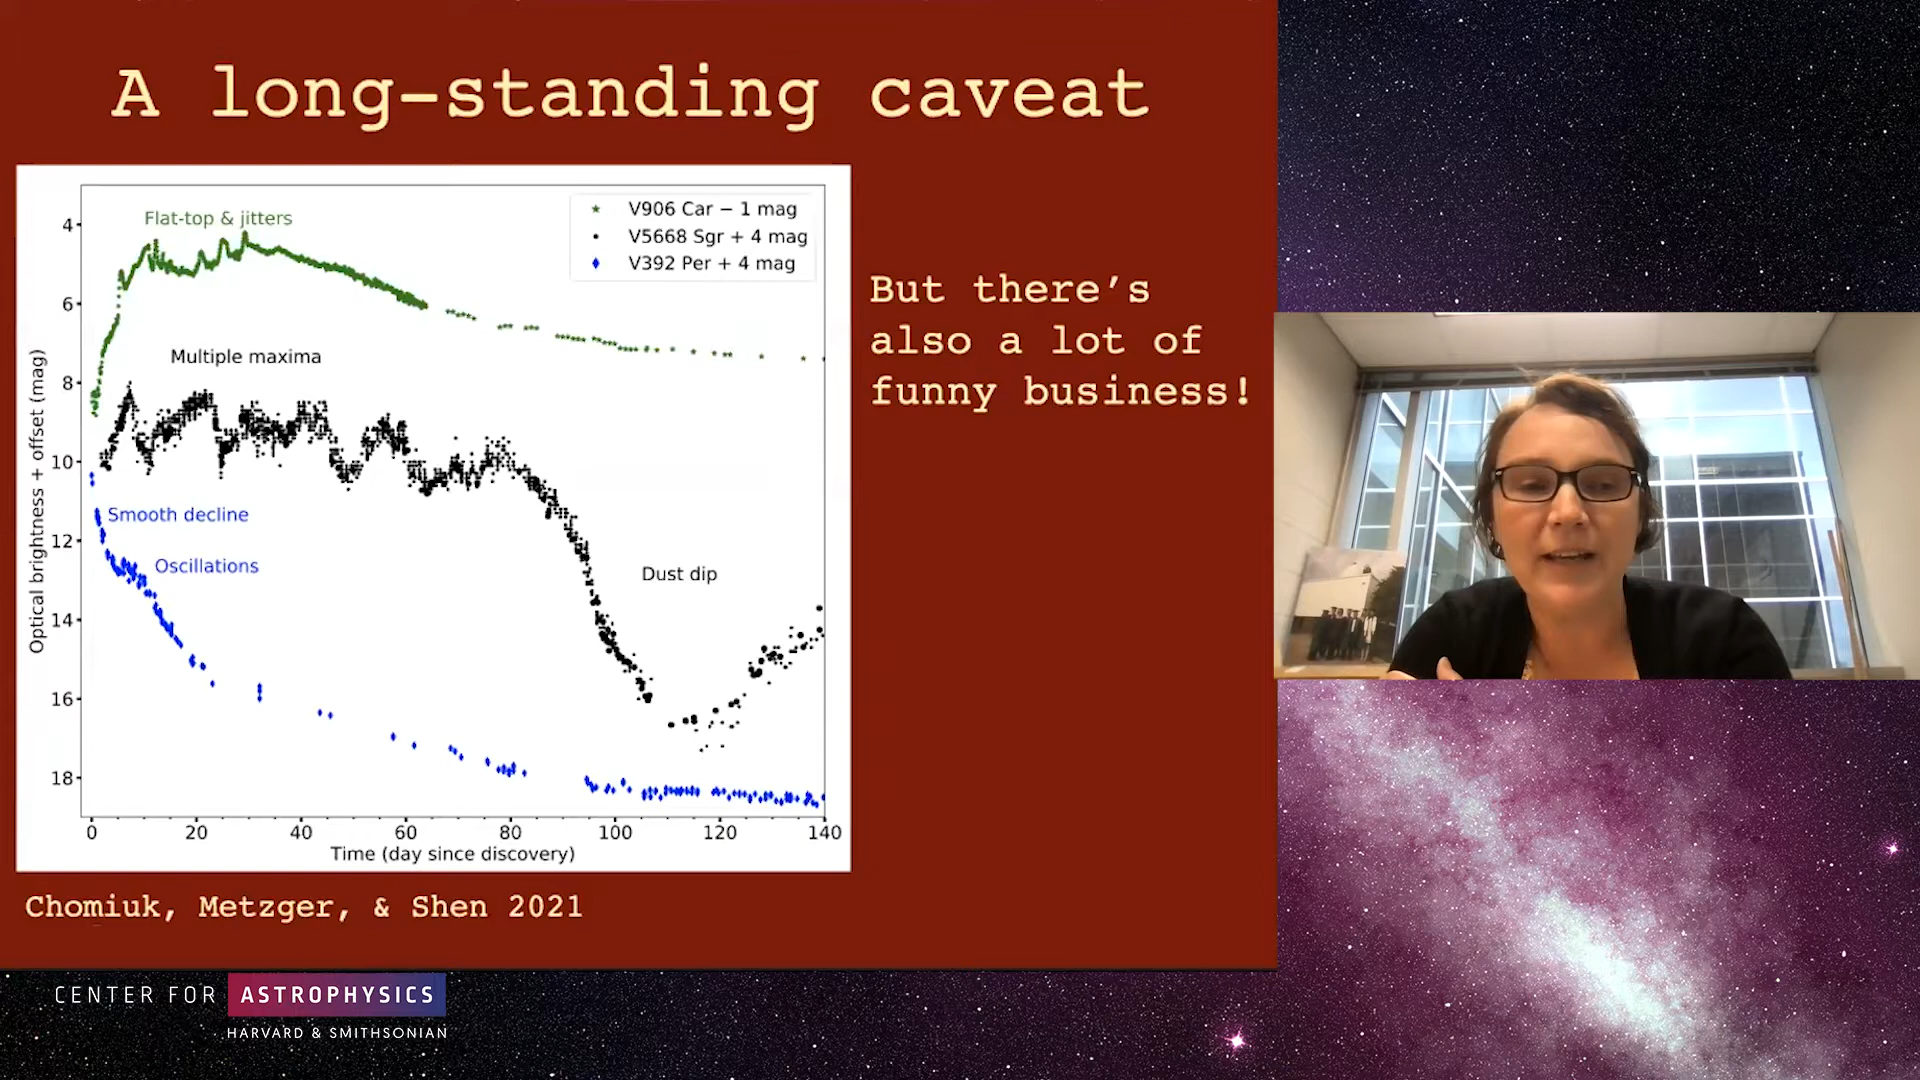 A long-standing caveat
Flat-top & jitters
V906 Car − 1 mag
V5668 Sgr + 4 mag
V392 Per + 4 mag
Multiple maxima
Smooth decline
Oscillations
Dust dip
4
6
8
10
12
14
16
18
Optical brightness + offset (mag)
0 20 40 60 80 100 120 140
Time (day since discovery)
But there’s
also a lot of
funny business!
Chomiuk, Metzger, & Shen 2021
CENTER FOR ASTROPHYSICS
HARVARD & SMITHSONIAN